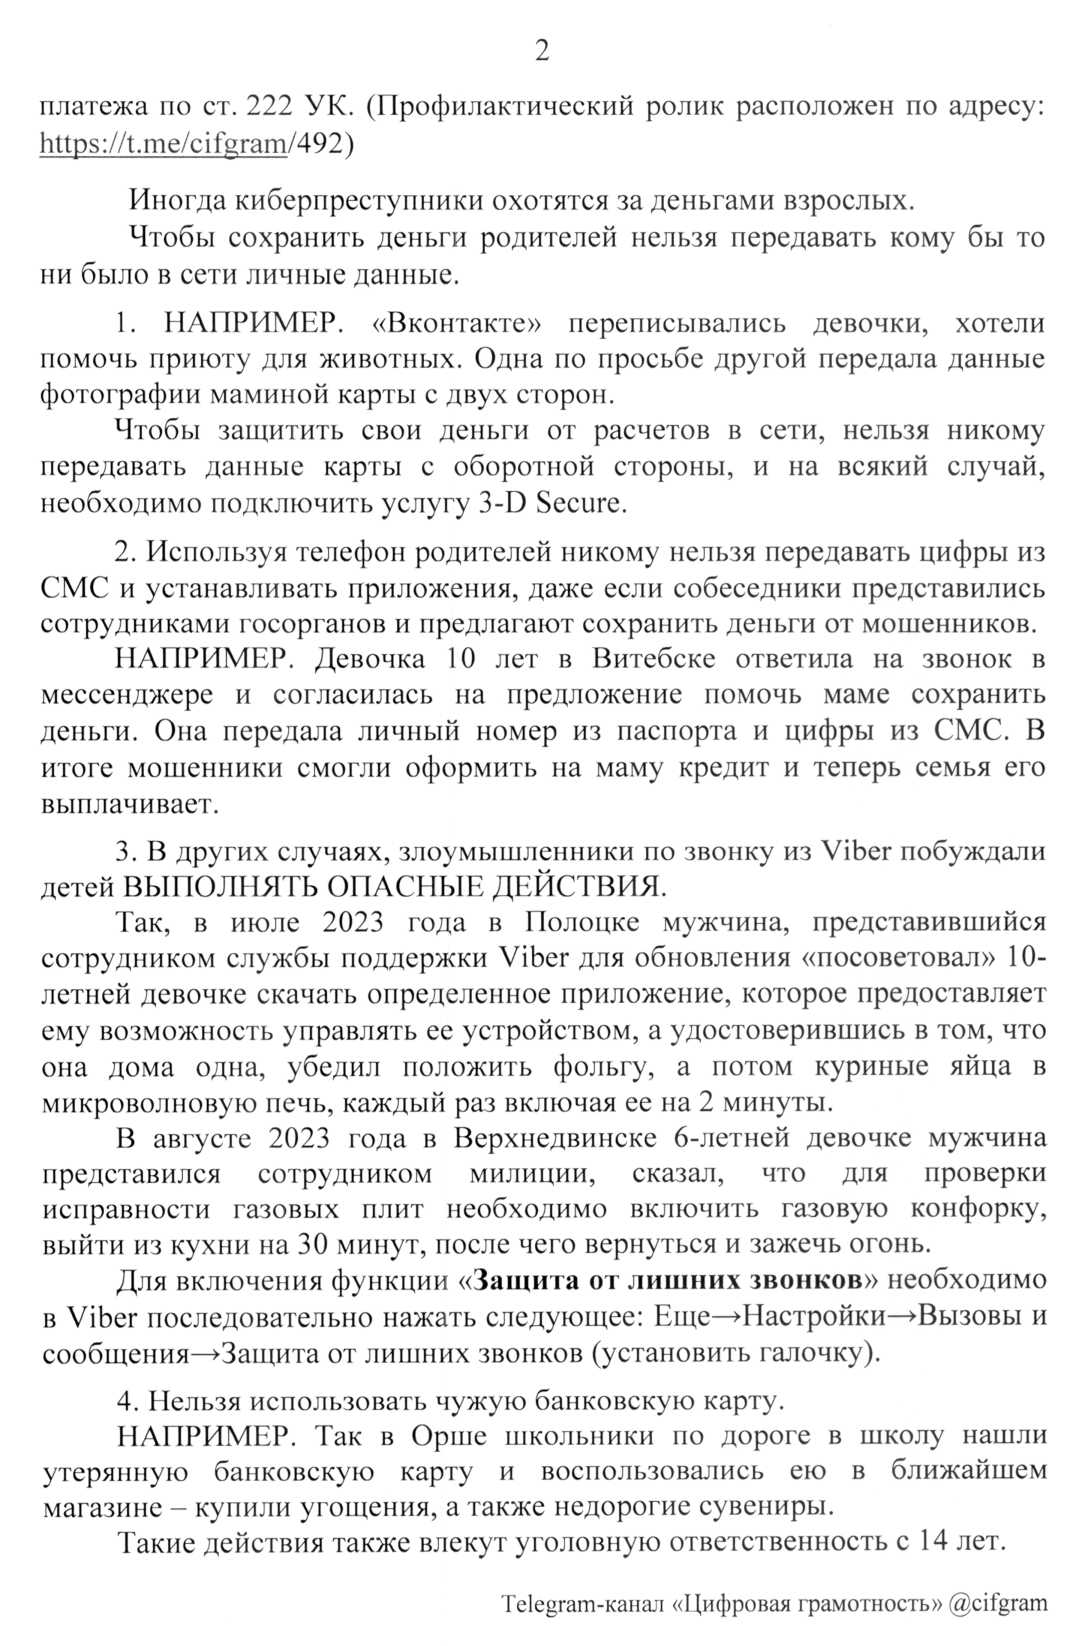 2
платежа по ст. 222 УК. (Профилактический ролик расположен по адресу:
https://t.me/cifgram/492)
Иногда киберпреступники охотятся за деньгами взрослых.
Чтобы сохранить деньги родителей нельзя передавать кому бы то
ни было в сети личные данные.
1. НАПРИМЕР. «Вконтакте» переписывались девочки, хотели
помочь приюту для животных. Одна по просьбе другой передала данные
фотографии маминой карты с двух сторон.
Чтобы защитить свои деньги от расчетов в сети, нельзя никому
передавать данные карты с оборотной стороны, и на всякий случай,
необходимо подключить услугу 3-D Secure.
2. Используя телефон родителей никому нельзя передавать цифры из
СМС и устанавливать приложения, даже если собеседники представились
сотрудниками госорганов и предлагают сохранить деньги от мошенников.
НАПРИМЕР. Девочка 10 лет в Витебске ответила на звонок в
мессенджере и согласилась на предложение помочь маме сохранить
деньги. Она передала личный номер из паспорта и цифры из СМС. В
итоге мошенники смогли оформить на маму кредит и теперь семья его
выплачивает.
3. В других случаях, злоумышленники по звонку из Viber побуждали
детей ВЫПОЛНЯТЬ ОПАСНЫЕ ДЕЙСТВИЯ.
Так, в июле 2023 года в Полоцке мужчина, представившийся
сотрудником службы поддержки Viber для обновления «посоветовал» 10-
летней девочке скачать определенное приложение, которое предоставляет
ему возможность управлять ее устройством, а удостоверившись в том, что
она дома одна, убедил положить фольгу, а потом куриные яйца в
микроволновую печь, каждый раз включая ее на 2 минуты.
В августе 2023 года в Верхнедвинске 6-летней девочке мужчина
представился сотрудником милиции, сказал, что для проверки
исправности газовых плит необходимо включить газовую конфорку,
выйти из кухни на 30 минут, после чего вернуться и зажечь огонь.
Для включения функции «Защита от лишних звонков» необходимо
в Viber последовательно нажать следующее: Еще→Настройки→Вызовы и
сообщения→Защита от лишних звонков (установить галочку).
4. Нельзя использовать чужую банковскую карту.
НАПРИМЕР. Так в Орше школьники по дороге в школу нашли
утерянную банковскую карту и воспользовались ею в ближайшем
магазине – купили угощения, а также недорогие сувениры.
Такие действия также влекут уголовную ответственность с 14 лет.
Telegram-канал «Цифровая грамотность» @cifgram